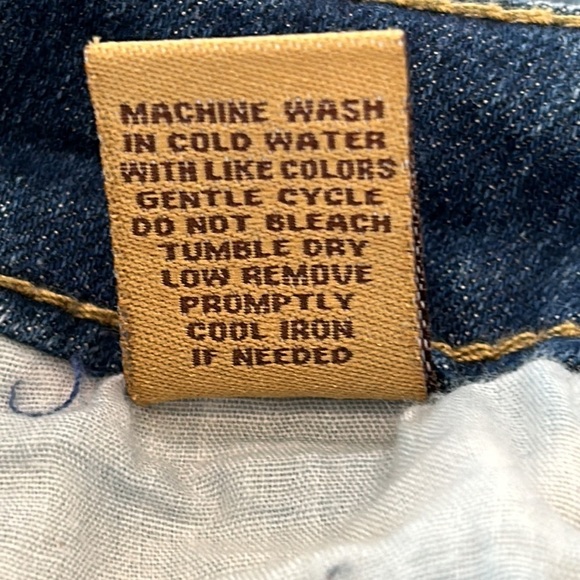 MACHINE WASH
IN COLD WATER
WITH LIKE COLORS
GENTLE CYCLE
DO NOT BLEACH
TUMBLE DRY
LOW REMOVE
PROMPTLY
COOL IRON
IF NEEDED